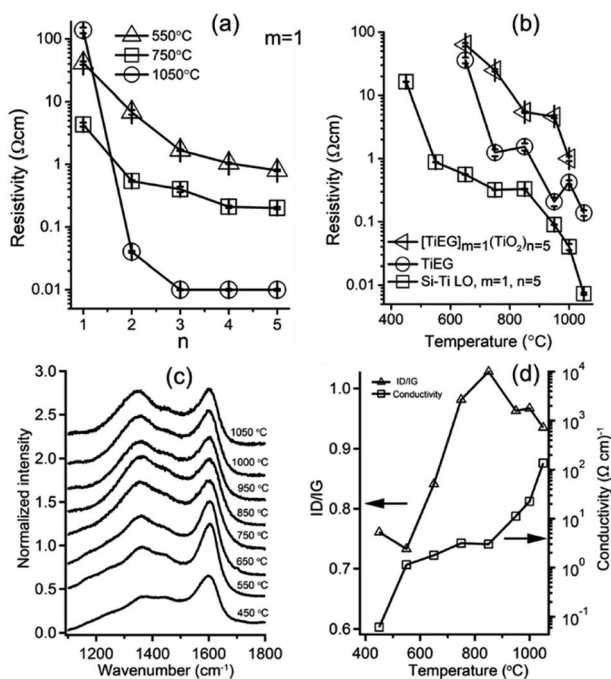 (a)
550°C
750°C
1050°C
m=1
Resistivity (Ωcm)
100
10
1
0.1
0.01
1 2 3 4 5
n
(b)
Resistivity (Ωcm)
100
10
1
0.1
0.01
[TiEG]m=1(TiO2)n=5
TiEG
Si-Ti LO, m=1, n=5
400 600 800 1000
Temperature (°C)
(c)
Normalized intensity
3.0
2.5
2.0
1.5
1.0
0.5
0.0
1050 °C
1000 °C
950 °C
850 °C
750 °C
650 °C
550 °C
450 °C
1200 1400 1600 1800
Wavenumber (cm-1)
(d)
ID/IG
Conductivity
ID/IG
1.0
0.9
0.8
0.7
0.6
10^4
10^3
10^2
10^1
10^0
10^-1
Conductivity (Ω cm)^-1
400 600 800 1000
Temperature (°C)